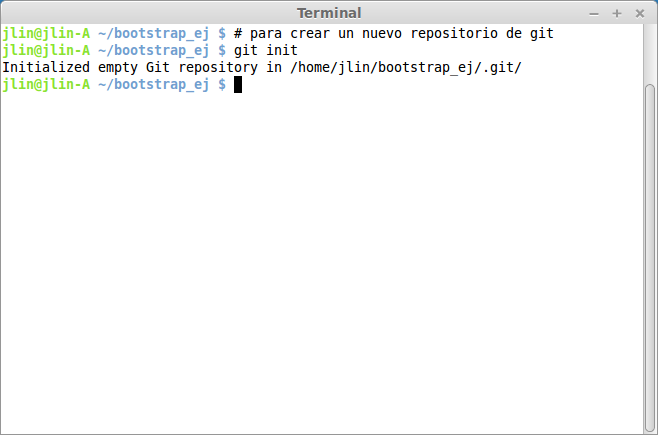 Terminal
jlin@jlin-A ~/bootstrap_ej $ # para crear un nuevo repositorio de git
jlin@jlin-A ~/bootstrap_ej $ git init
Initialized empty Git repository in /home/jlin/bootstrap_ej/.git/
jlin@jlin-A ~/bootstrap_ej $